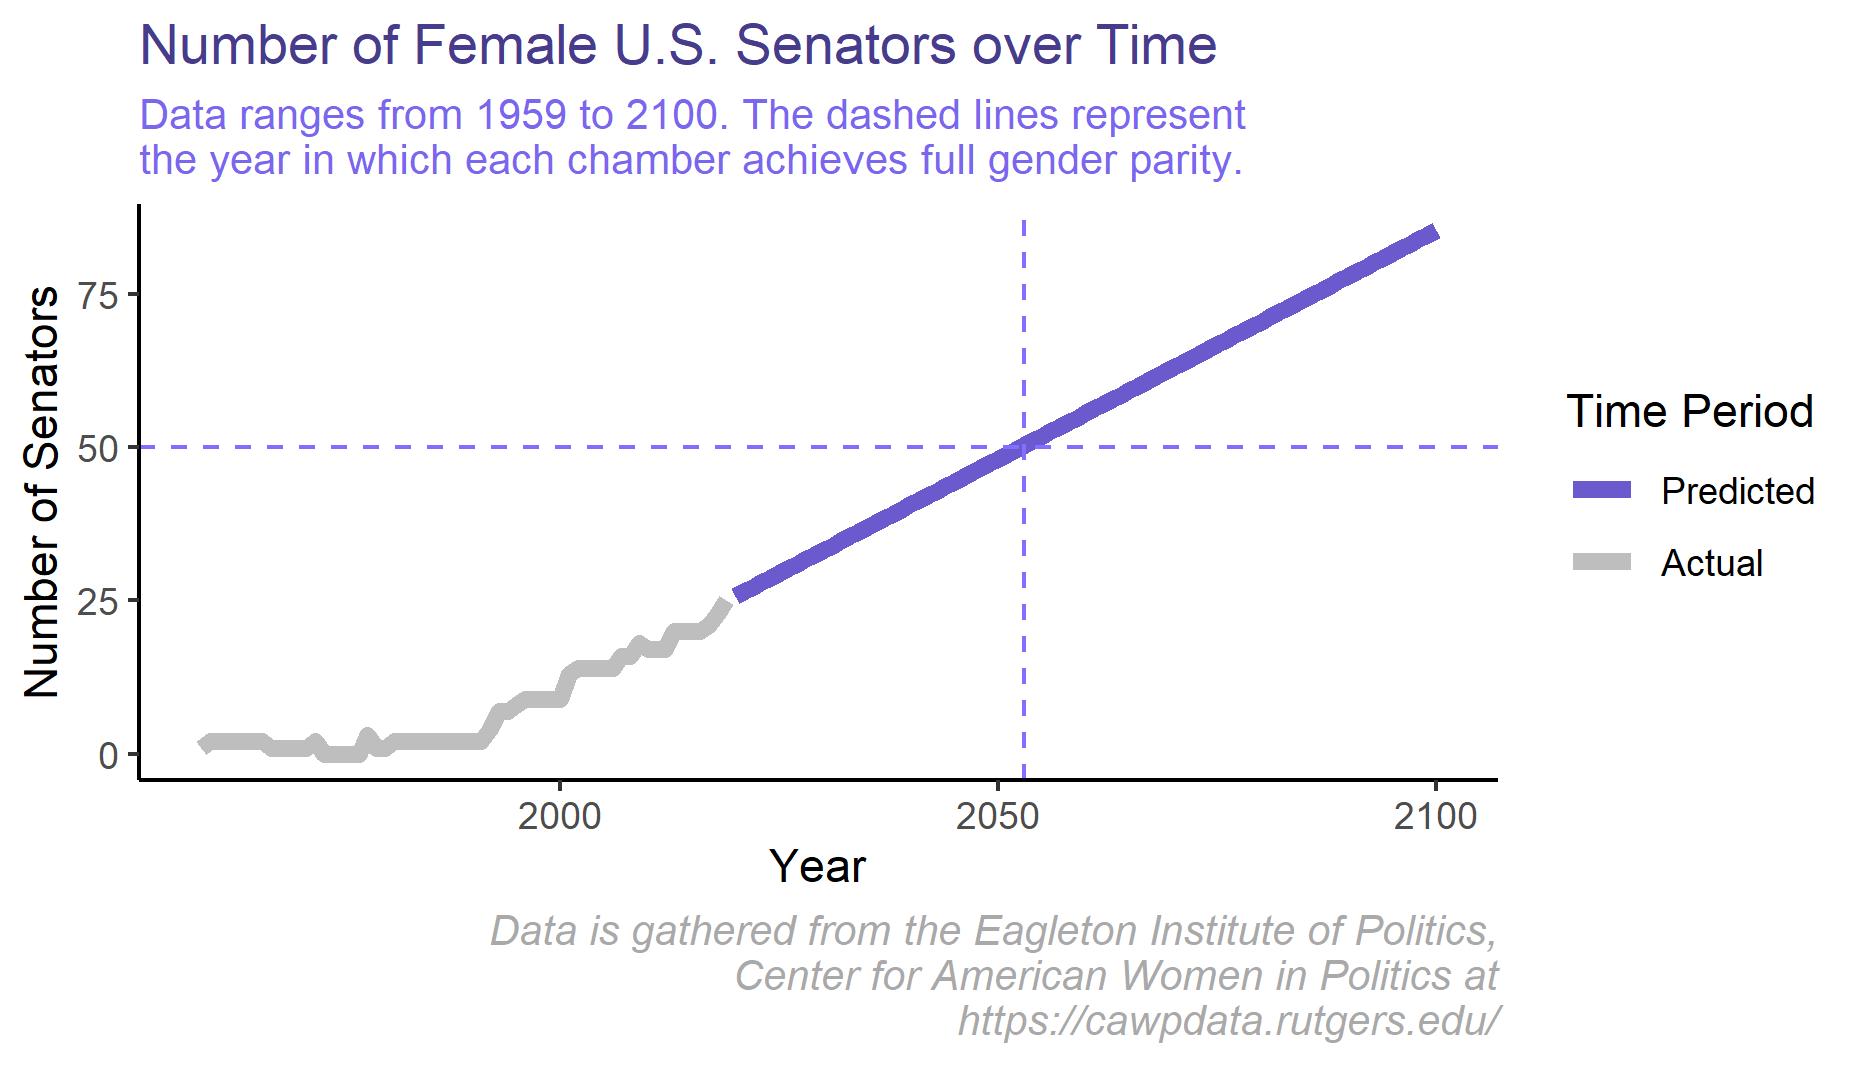 Number of Female U.S. Senators over Time
Data ranges from 1959 to 2100. The dashed lines represent
the year in which each chamber achieves full gender parity.
Number of Senators
75
50
25
0
2000
2050
2100
Year
Time Period
Predicted
Actual
Data is gathered from the Eagleton Institute of Politics,
Center for American Women in Politics at
https://cawpdata.rutgers.edu/